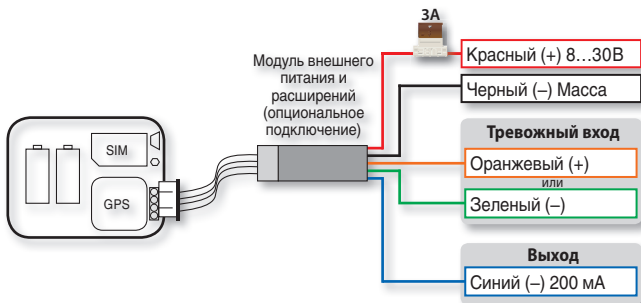 3А
Модуль внешнего
питания и
расширений
(опциональное
подключение)
Красный (+) 8...30В
Черный (–) Масса
Тревожный вход
Оранжевый (+)
или
Зеленый (–)
Выход
Синий (–) 200 мА
SIM
GPS